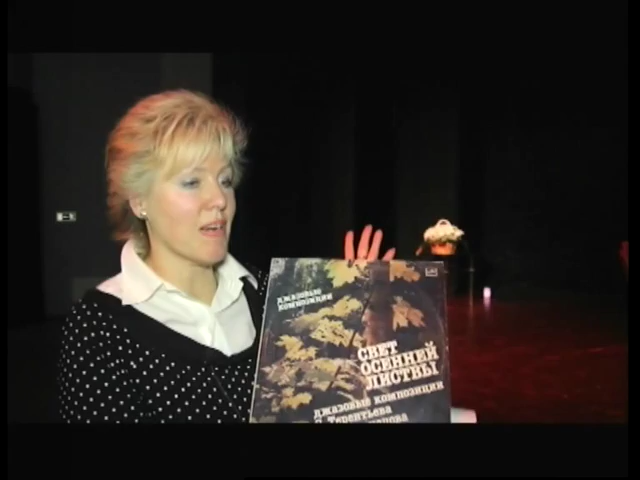 джазовые
композиции
СВЕТ
ОСЕННЕЙ
ЛИСТВЫ
джазовые композиции
Терентьева